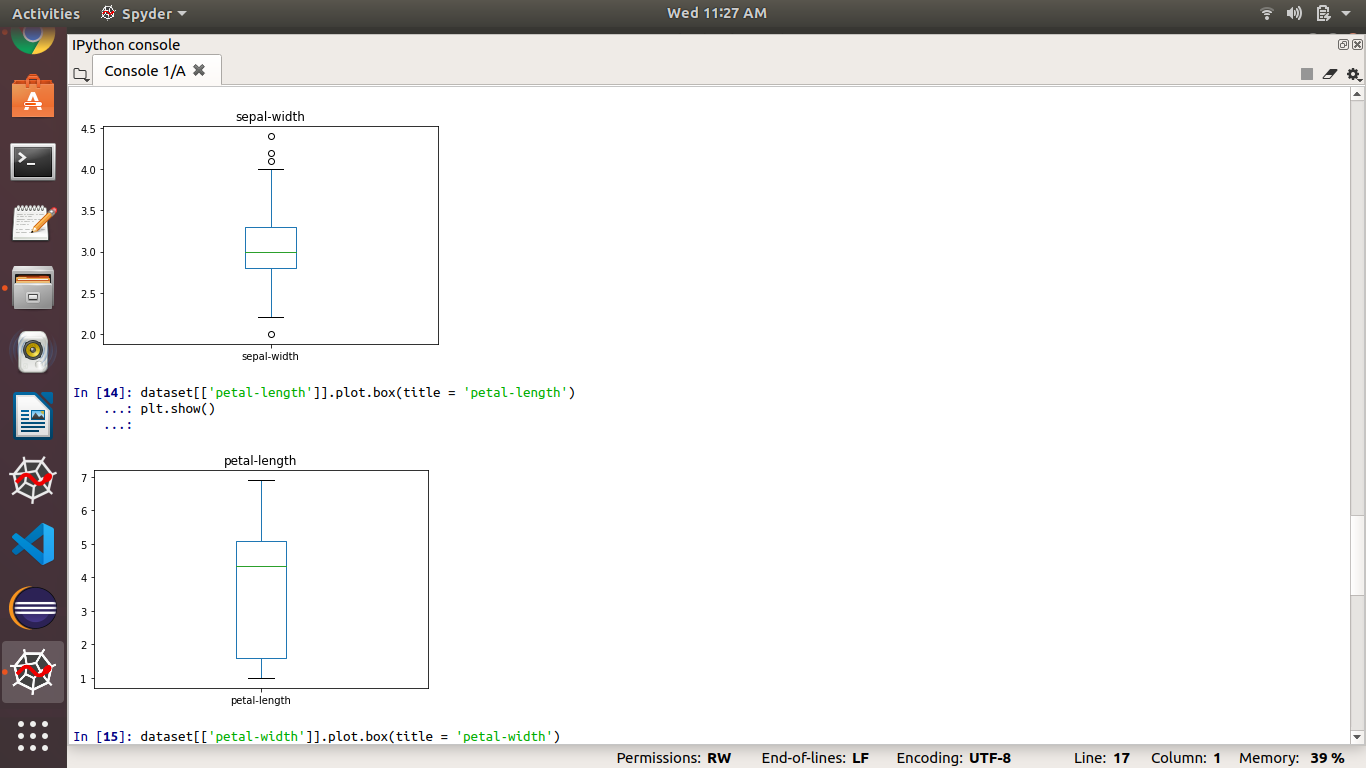 Activities Spyder Wed 11:27 AM
IPython console
Console 1/A
sepal-width
4.5
4.0
3.5
3.0
2.5
2.0
sepal-width
In [14]: dataset[['petal-length']].plot.box(title = 'petal-length')
...: plt.show()
...:
petal-length
7
6
5
4
3
2
1
petal-length
In [15]: dataset[['petal-width']].plot.box(title = 'petal-width')
Permissions: RW End-of-lines: LF Encoding: UTF-8 Line: 17 Column: 1 Memory: 39 %